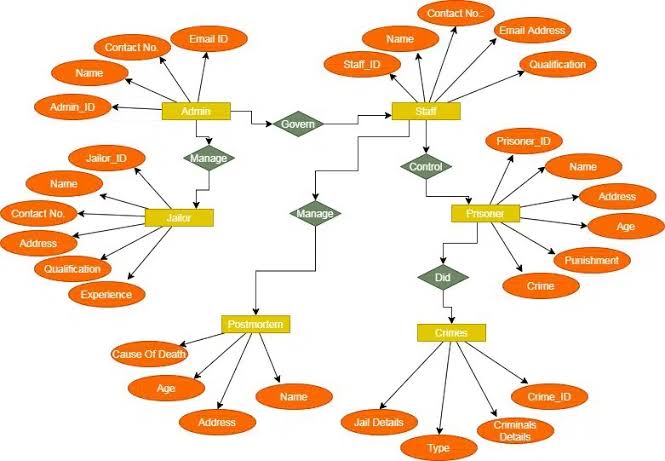 Contact No.:
Email ID
Email Address
Contact No.
Name
Name
Staff_ID
Qualification
Admin_ID
Admin
Govern
Staff
Prisoner_ID
Jailor_ID
Manage
Control
Name
Name
Address
Contact No.
Jailor
Manage
Prisoner
Age
Address
Qualification
Punishment
Experience
Did
Crime
Postmortem
Crimes
Cause Of Death
Age
Name
Crime_ID
Address
Jail Details
Criminals
Details
Type